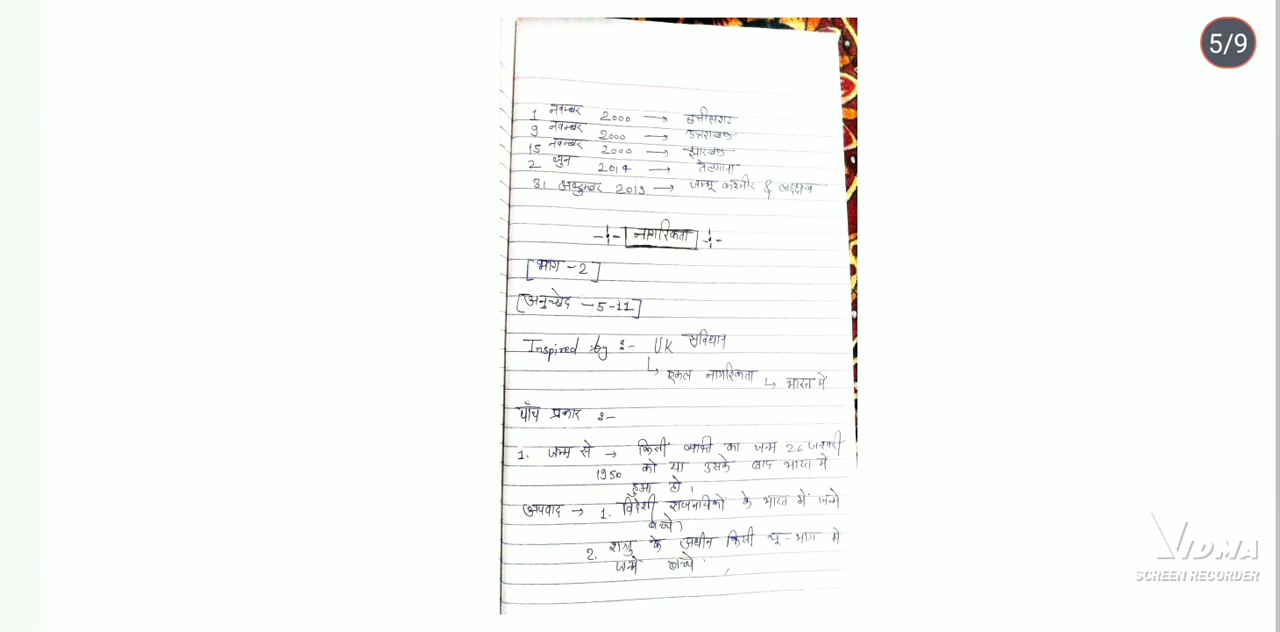 5/9
1 नवम्बर 2000 → छत्तीसगढ़
9 नवम्बर 2000 → उत्तराखण्ड
15 नवम्बर 2000 → झारखण्ड
2 जुन 2014 → तेलंगाना
31 अक्टुम्बर 2019 → जम्मू कश्मीर & लद्दाख
नागरिकता
[भाग - 2]
[अनुच्छेद - 5-11]
Inspired by :- UK संविधान
↳ एकल नागरिकता ↳ भारत में
पाँच प्रकार :-
1. जन्म से → किसी व्यक्ति का जन्म 26 जनवरी
1950 को या उसके बाद भारत में
हुआ हो।
अपवाद → 1. विदेशी राजनायिकों के भारत में जन्मे
बच्चे।
2. शत्रु के अधीन किसी भू-भाग में
जन्में बच्चे
VIDMA
SCREEN RECORDER